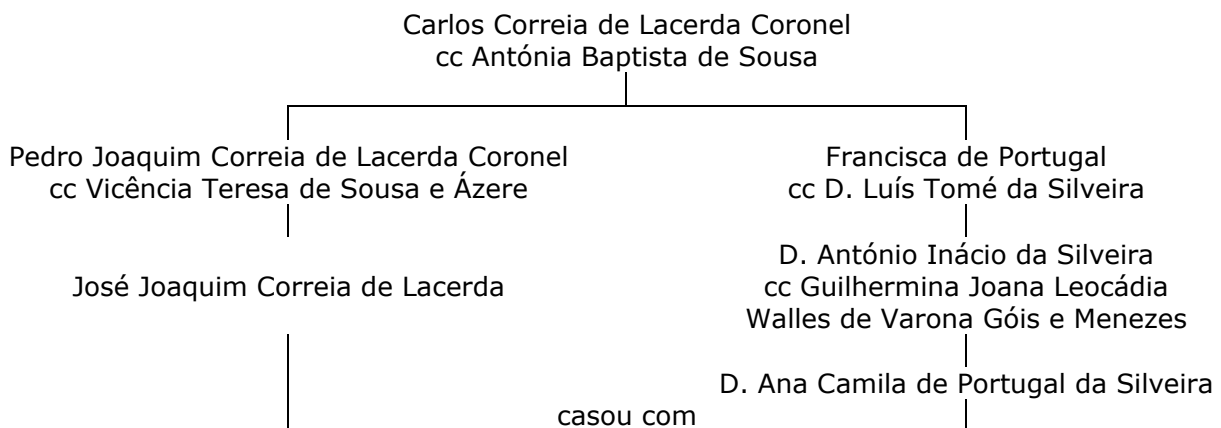 Carlos Correia de Lacerda Coronel
cc Antónia Baptista de Sousa
Pedro Joaquim Correia de Lacerda Coronel
cc Vicência Teresa de Sousa e Ázere
Francisca de Portugal
cc D. Luís Tomé da Silveira
José Joaquim Correia de Lacerda
D. António Inácio da Silveira
cc Guilhermina Joana Leocádia
Walles de Varona Góis e Menezes
D. Ana Camila de Portugal da Silveira
casou com